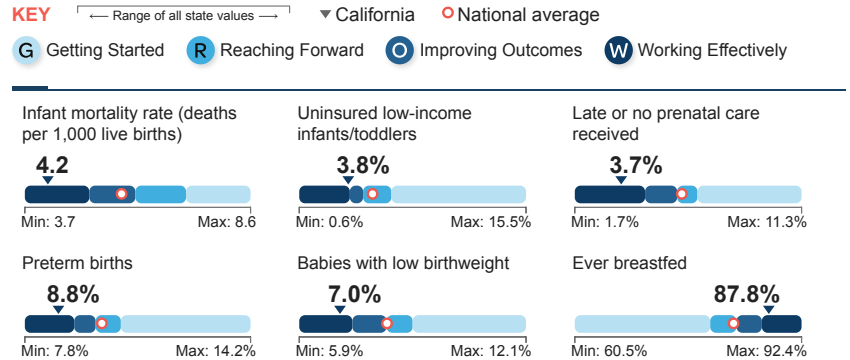 KEY
Range of all state values
California
National average
G Getting Started
R Reaching Forward
O Improving Outcomes
W Working Effectively
Infant mortality rate (deaths
per 1,000 live births)
4.2
Min: 3.7
Max: 8.6
Uninsured low-income
infants/toddlers
3.8%
Min: 0.6%
Max: 15.5%
Late or no prenatal care
received
3.7%
Min: 1.7%
Max: 11.3%
Preterm births
8.8%
Min: 7.8%
Max: 14.2%
Babies with low birthweight
7.0%
Min: 5.9%
Max: 12.1%
Ever breastfed
87.8%
Min: 60.5%
Max: 92.4%